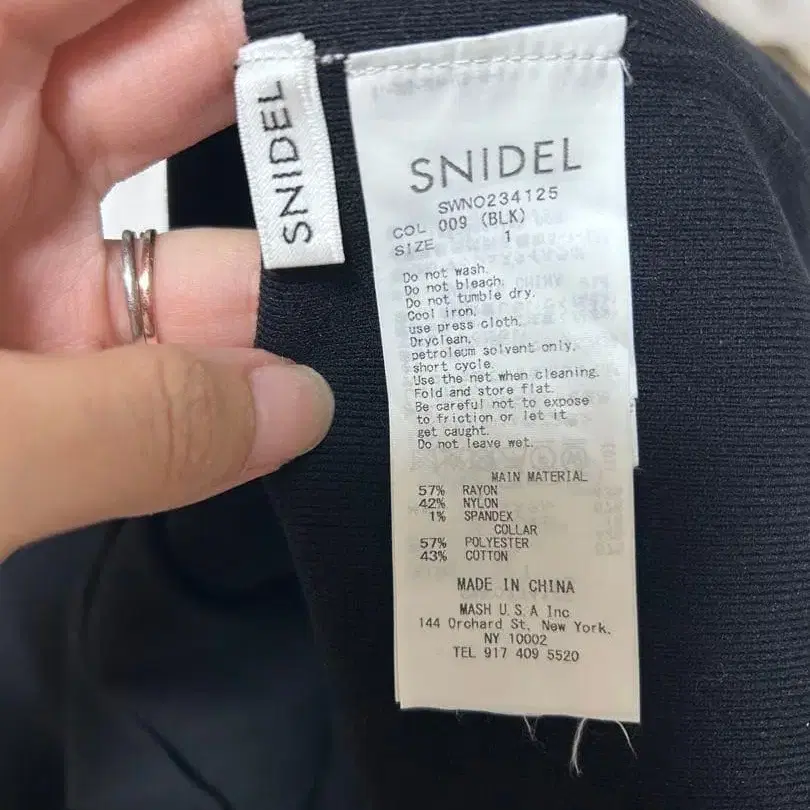 SNIDEL
SNIDEL
SWNO234125
COL 009 (BLK)
SIZE 1
Do not wash.
Do not bleach.
Do not tumble dry.
Cool iron.
use press cloth.
Dryclean.
petroleum solvent only.
short cycle.
Use the net when cleaning.
Fold and store flat.
Be careful not to expose
to friction or let it
get caught.
Do not leave wet.
MAIN MATERIAL
57% RAYON
42% NYLON
1% SPANDEX
COLLAR
57% POLYESTER
43% COTTON
MADE IN CHINA
MASH U.S.A Inc
144 Orchard St, New York.
NY 10002
TEL 917 409 5520